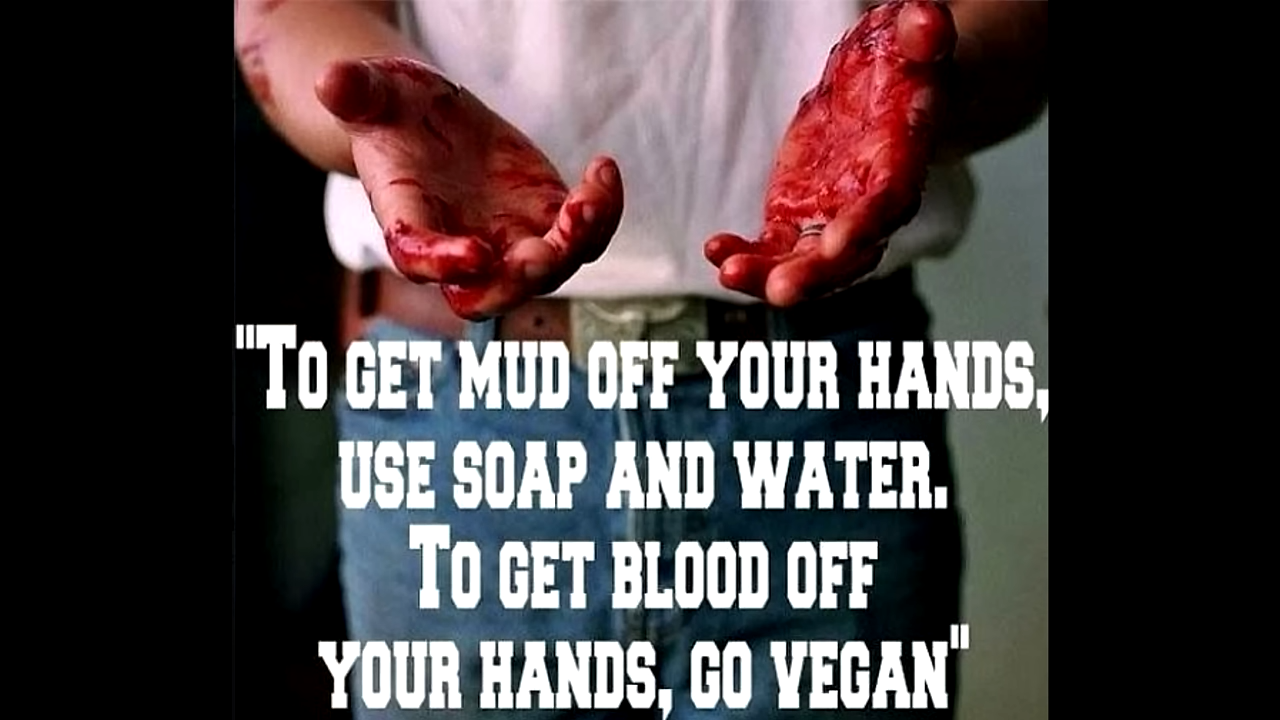 "To get mud off your hands,
use soap and water.
To get blood off
your hands, go vegan"